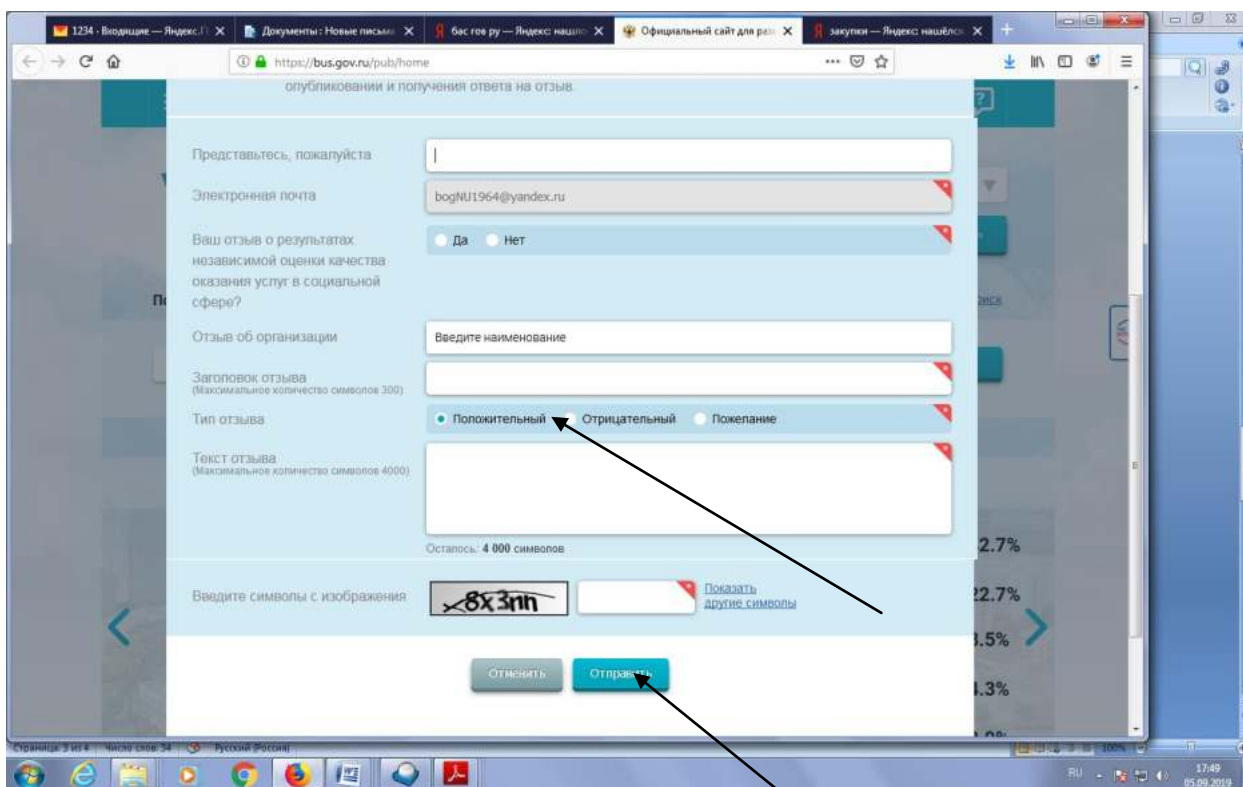 1234 · Входящие — Яндекс.П
Документы : Новые письма
бас гов ру — Яндекс: нашло
Официальный сайт для раз
закупки — Яндекс: нашёлся
https://bus.gov.ru/pub/home
опубликовании и получения ответа на отзыв.
Представьтесь, пожалуйста
Электронная почта
bogNU1964@yandex.ru
Ваш отзыв о результатах
независимой оценки качества
оказания услуг в социальной
сфере?
Да Нет
Отзыв об организации
Введите наименование
Заголовок отзыва
(Максимальное количество символов 300)
Тип отзыва
Положительный Отрицательный Пожелание
Текст отзыва
(Максимальное количество символов 4000)
Осталось: 4 000 символов
2.7%
Введите символы с изображения
8x3nn
Показать
другие символы
22.7%
3.5%
Отменить Отправить
.3%
Страница: 3 из 4 Число слов: 54 Русский (Россия) 100%
RU 17:49
05.09.2019